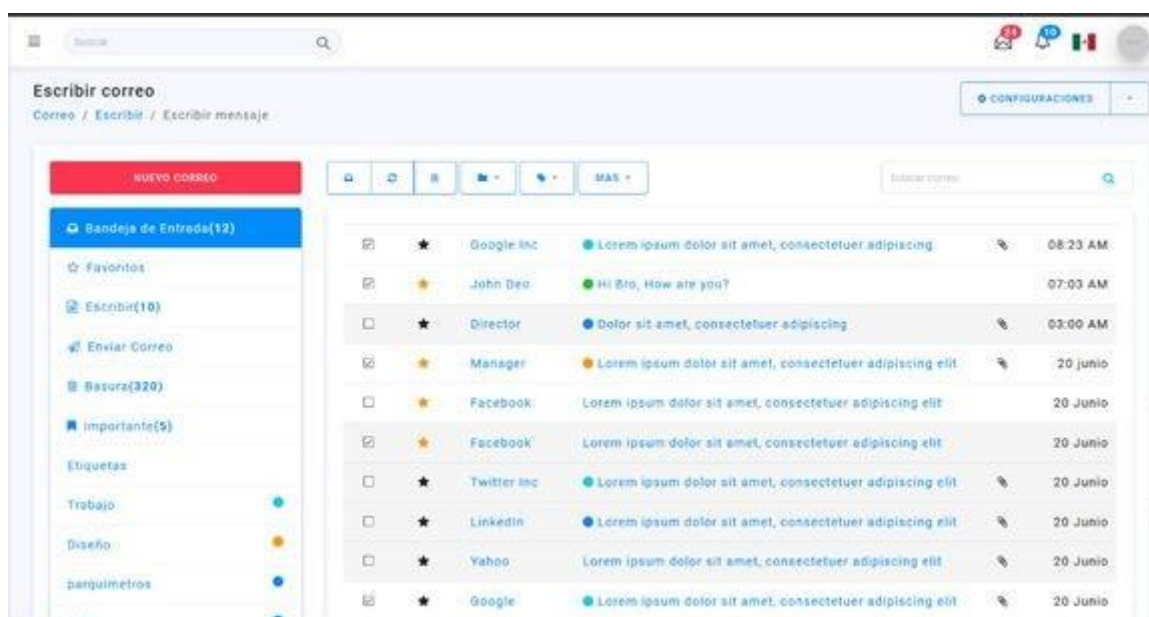 buscar
24
10
Escribir correo
CONFIGURACIONES
Correo / Escribir / Escribir mensaje
NUEVO CORREO
MAS
buscar correo
Bandeja de Entrada(12)
Favoritos
Escribir(10)
Enviar Correo
Basura(320)
Importante(5)
Etiquetas
Trabajo
Diseño
parquimetros
Google Inc Lorem ipsum dolor sit amet, consectetuer adipiscing 08:23 AM
John Deo Hi Bro, How are you? 07:03 AM
Director Dolor sit amet, consectetuer adipiscing 03:00 AM
Manager Lorem ipsum dolor sit amet, consectetuer adipiscing elit 20 junio
Facebook Lorem ipsum dolor sit amet, consectetuer adipiscing elit 20 Junio
Facebook Lorem ipsum dolor sit amet, consectetuer adipiscing elit 20 Junio
Twitter Inc Lorem ipsum dolor sit amet, consectetuer adipiscing elit 20 Junio
LinkedIn Lorem ipsum dolor sit amet, consectetuer adipiscing elit 20 Junio
Yahoo Lorem ipsum dolor sit amet, consectetuer adipiscing elit 20 Junio
Google Lorem ipsum dolor sit amet, consectetuer adipiscing elit 20 Junio